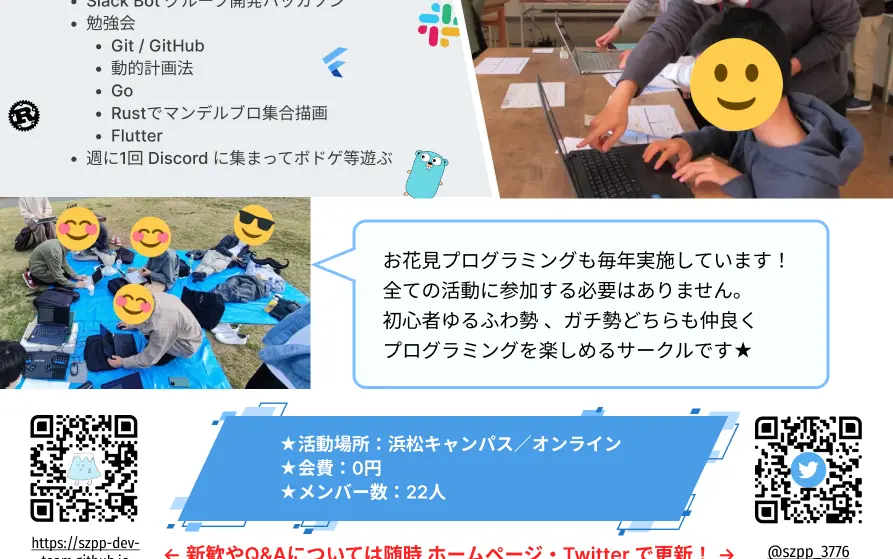 • Slack Bot グループ開発ハッカソン
• 勉強会
• Git / GitHub
• 動的計画法
• Go
• Rustでマンデルブロ集合描画
• Flutter
• 週に1回 Discord に集まってボドゲ等遊ぶ
お花見プログラミングも毎年実施しています！
全ての活動に参加する必要はありません。
初心者ゆるふわ勢 、ガチ勢どちらも仲良く
プログラミングを楽しめるサークルです★
★活動場所：浜松キャンパス／オンライン
★会費：0円
★メンバー数：22人
https://szpp-dev-
team.github.io
← 新歓やQ&Aについては随時 ホームページ・Twitter で更新！ →
@szpp_3776